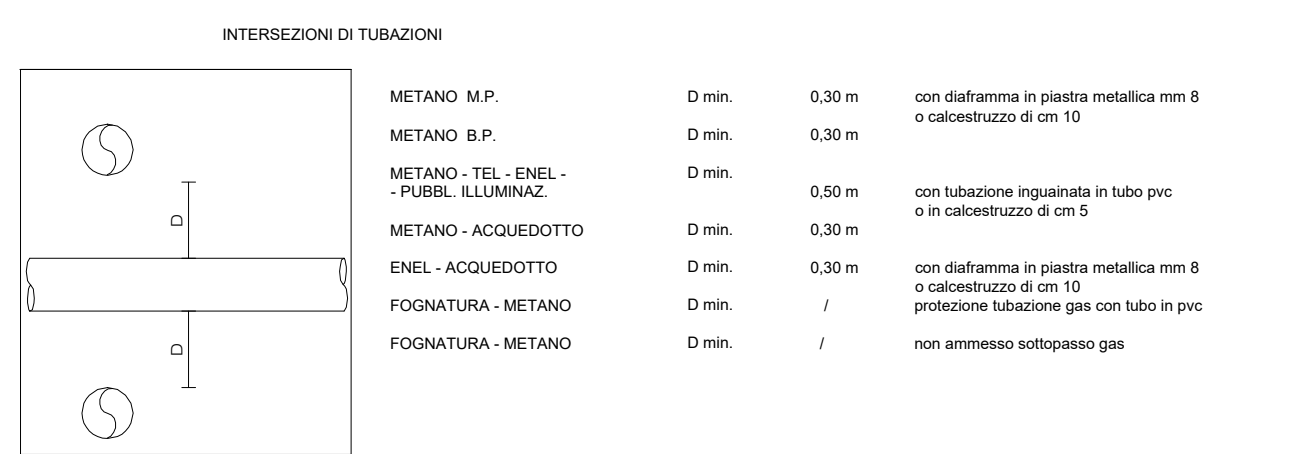 INTERSEZIONI DI TUBAZIONI
METANO M.P. D min. 0,30 m con diaframma in piastra metallica mm 8
o calcestruzzo di cm 10
METANO B.P. D min. 0,30 m
METANO - TEL - ENEL - D min.
- PUBBL. ILLUMINAZ. 0,50 m con tubazione inguainata in tubo pvc
o in calcestruzzo di cm 5
D
METANO - ACQUEDOTTO D min. 0,30 m
ENEL - ACQUEDOTTO D min. 0,30 m con diaframma in piastra metallica mm 8
o calcestruzzo di cm 10
FOGNATURA - METANO D min. / protezione tubazione gas con tubo in pvc
D
FOGNATURA - METANO D min. / non ammesso sottopasso gas